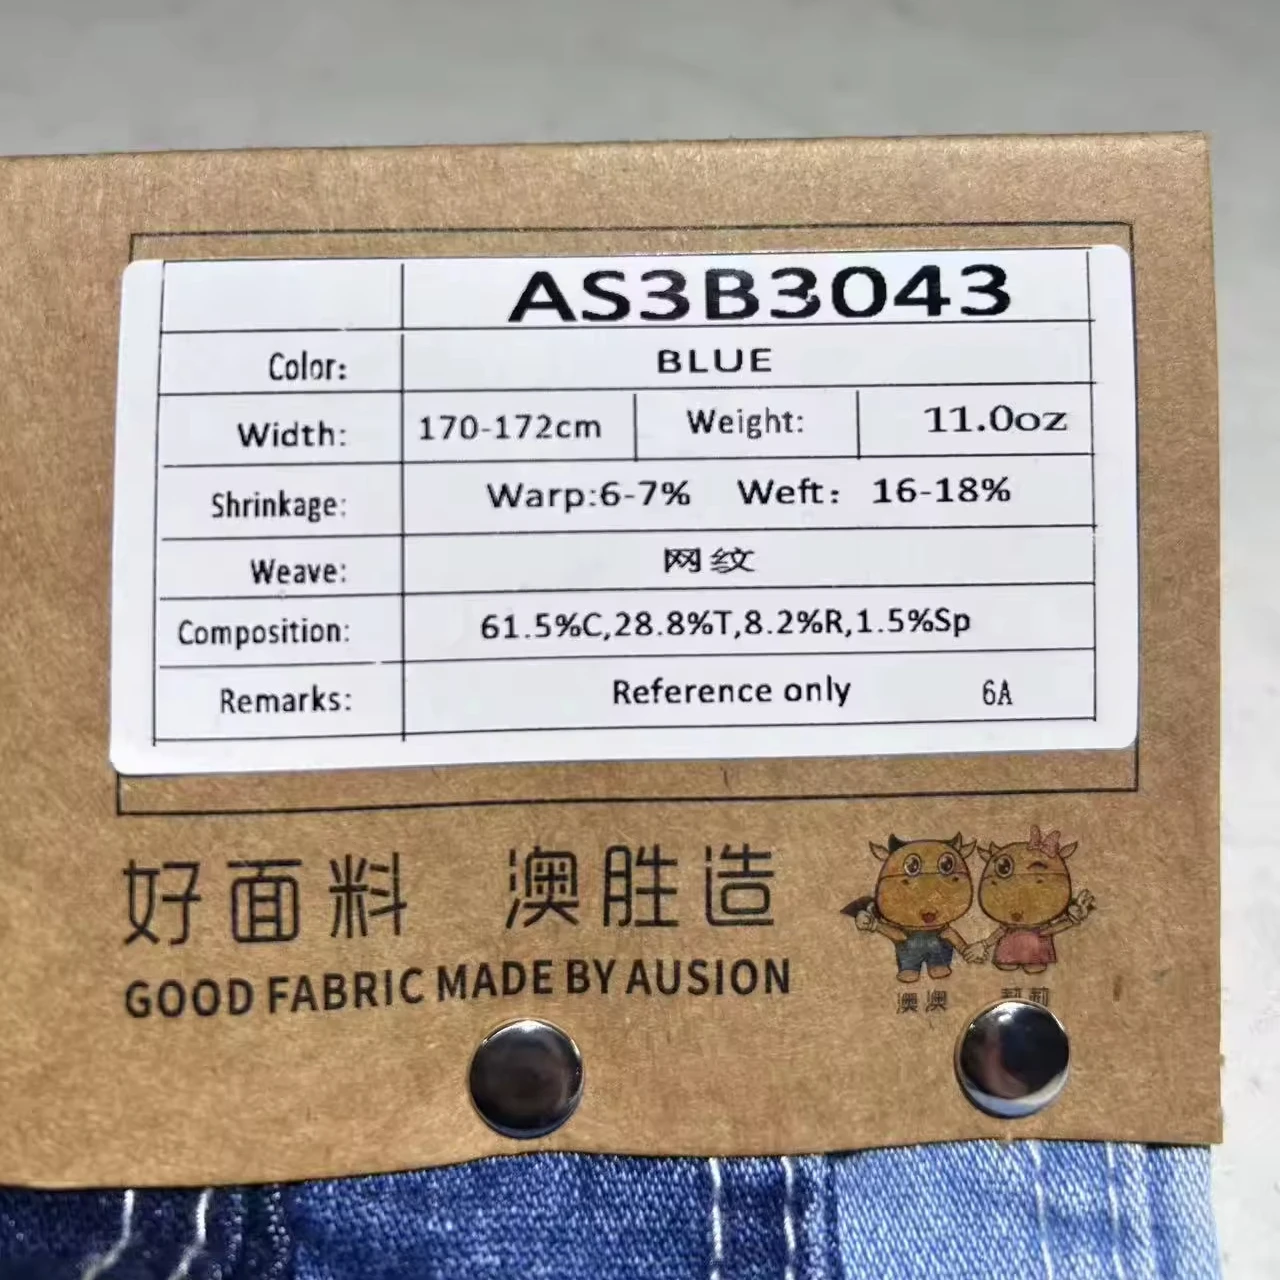 AS3B3043
Color: BLUE
Width: 170-172cm Weight: 11.0oz
Shrinkage: Warp:6-7% Weft: 16-18%
Weave: 网纹
Composition: 61.5%C,28.8%T,8.2%R,1.5%Sp
Remarks: Reference only 6A
好面料 澳胜造
GOOD FABRIC MADE BY AUSION
澳澳